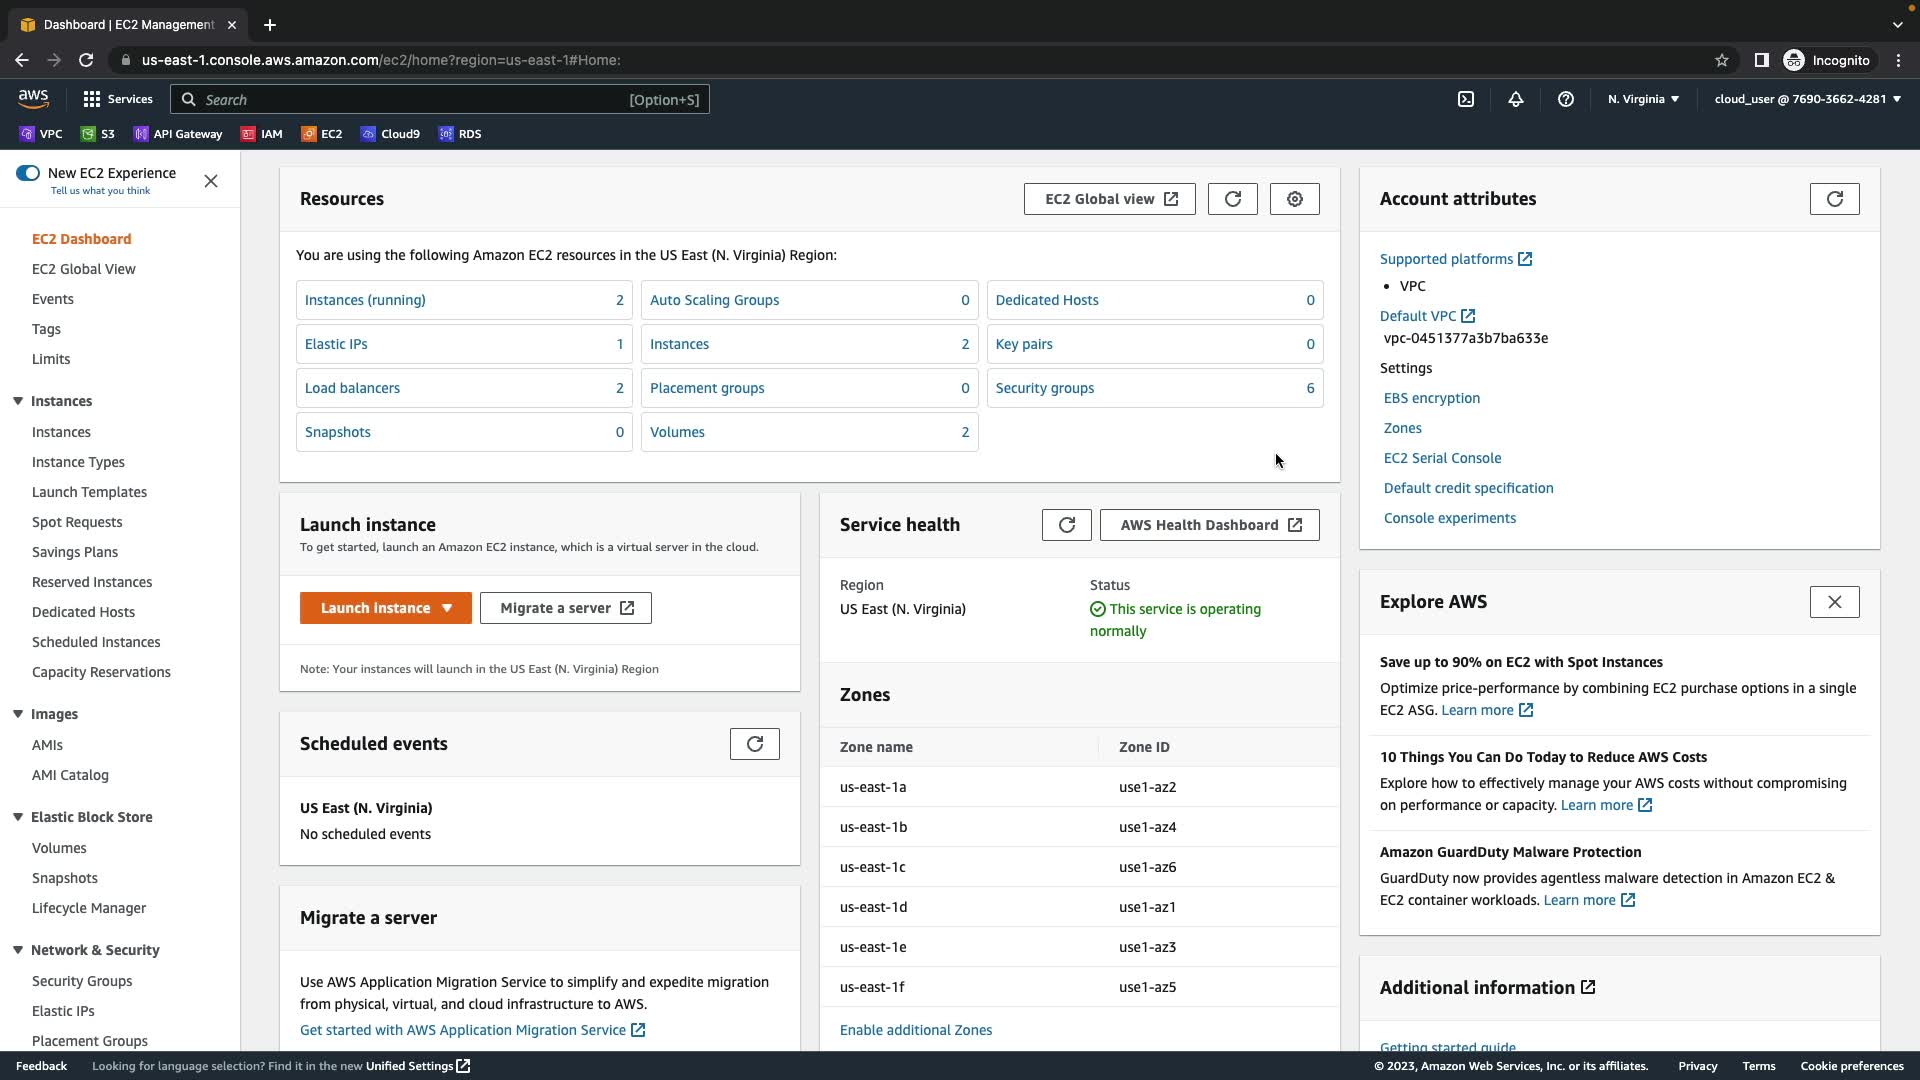 Dashboard | EC2 Management
us-east-1.console.aws.amazon.com/ec2/home?region=us-east-1#Home:
Incognito
aws
Services
Search
[Option+S]
N. Virginia
cloud_user @ 7690-3662-4281
VPC
S3
API Gateway
IAM
EC2
Cloud9
RDS
New EC2 Experience
Tell us what you think
EC2 Dashboard
EC2 Global View
Events
Tags
Limits
Instances
Instances
Instance Types
Launch Templates
Spot Requests
Savings Plans
Reserved Instances
Dedicated Hosts
Scheduled Instances
Capacity Reservations
Images
AMIs
AMI Catalog
Elastic Block Store
Volumes
Snapshots
Lifecycle Manager
Network & Security
Security Groups
Elastic IPs
Placement Groups
Resources
EC2 Global view
You are using the following Amazon EC2 resources in the US East (N. Virginia) Region:
Instances (running) 2
Auto Scaling Groups 0
Dedicated Hosts 0
Elastic IPs 1
Instances 2
Key pairs 0
Load balancers 2
Placement groups 0
Security groups 6
Snapshots 0
Volumes 2
Launch instance
To get started, launch an Amazon EC2 instance, which is a virtual server in the cloud.
Launch instance
Migrate a server
Note: Your instances will launch in the US East (N. Virginia) Region
Scheduled events
US East (N. Virginia)
No scheduled events
Migrate a server
Use AWS Application Migration Service to simplify and expedite migration
from physical, virtual, and cloud infrastructure to AWS.
Get started with AWS Application Migration Service
Service health
AWS Health Dashboard
Region
US East (N. Virginia)
Status
This service is operating
normally
Zones
Zone name Zone ID
us-east-1a use1-az2
us-east-1b use1-az4
us-east-1c use1-az6
us-east-1d use1-az1
us-east-1e use1-az3
us-east-1f use1-az5
Enable additional Zones
Account attributes
Supported platforms
• VPC
Default VPC
vpc-0451377a3b7ba633e
Settings
EBS encryption
Zones
EC2 Serial Console
Default credit specification
Console experiments
Explore AWS
Save up to 90% on EC2 with Spot Instances
Optimize price-performance by combining EC2 purchase options in a single
EC2 ASG. Learn more
10 Things You Can Do Today to Reduce AWS Costs
Explore how to effectively manage your AWS costs without compromising
on performance or capacity. Learn more
Amazon GuardDuty Malware Protection
GuardDuty now provides agentless malware detection in Amazon EC2 &
EC2 container workloads. Learn more
Additional information
Getting started guide
Feedback
Looking for language selection? Find it in the new Unified Settings
© 2023, Amazon Web Services, Inc. or its affiliates.
Privacy
Terms
Cookie preferences